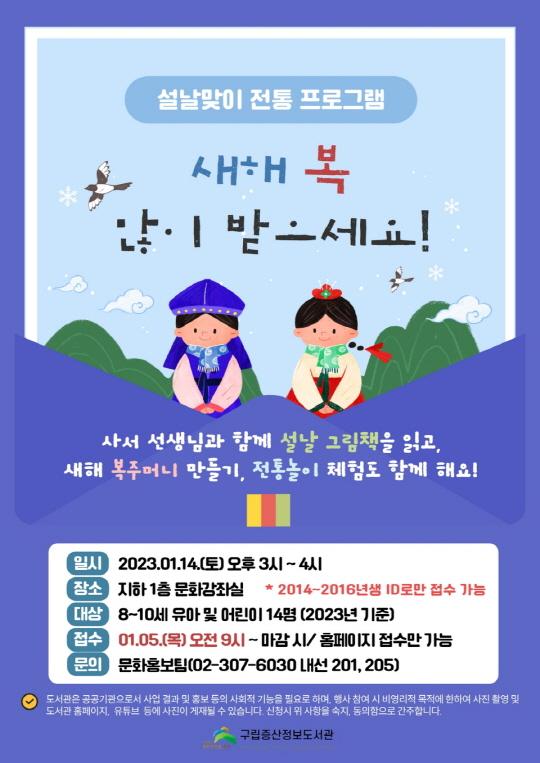 설날맞이 전통 프로그램
새해 복
많이 받으세요!
사서 선생님과 함께 설날 그림책을 읽고,
새해 복주머니 만들기, 전통놀이 체험도 함께 해요!
일시 2023.01.14.(토) 오후 3시 ~ 4시
장소 지하 1층 문화강좌실 * 2014~2016년생 ID로만 접수 가능
대상 8~10세 유아 및 어린이 14명 (2023년 기준)
접수 01.05.(목) 오전 9시 ~ 마감 시/ 홈페이지 접수만 가능
문의 문화홍보팀(02-307-6030 내선 201, 205)
도서관은 공공기관으로서 사업 결과 및 홍보 등의 사회적 기능을 필요로 하며, 행사 참여 시 비영리적 목적에 한하여 사진 촬영 및
도서관 홈페이지, 유튜브 등에 사진이 게재될 수 있습니다. 신청시 위 사항을 숙지, 동의함으로 간주합니다.
구립증산정보도서관